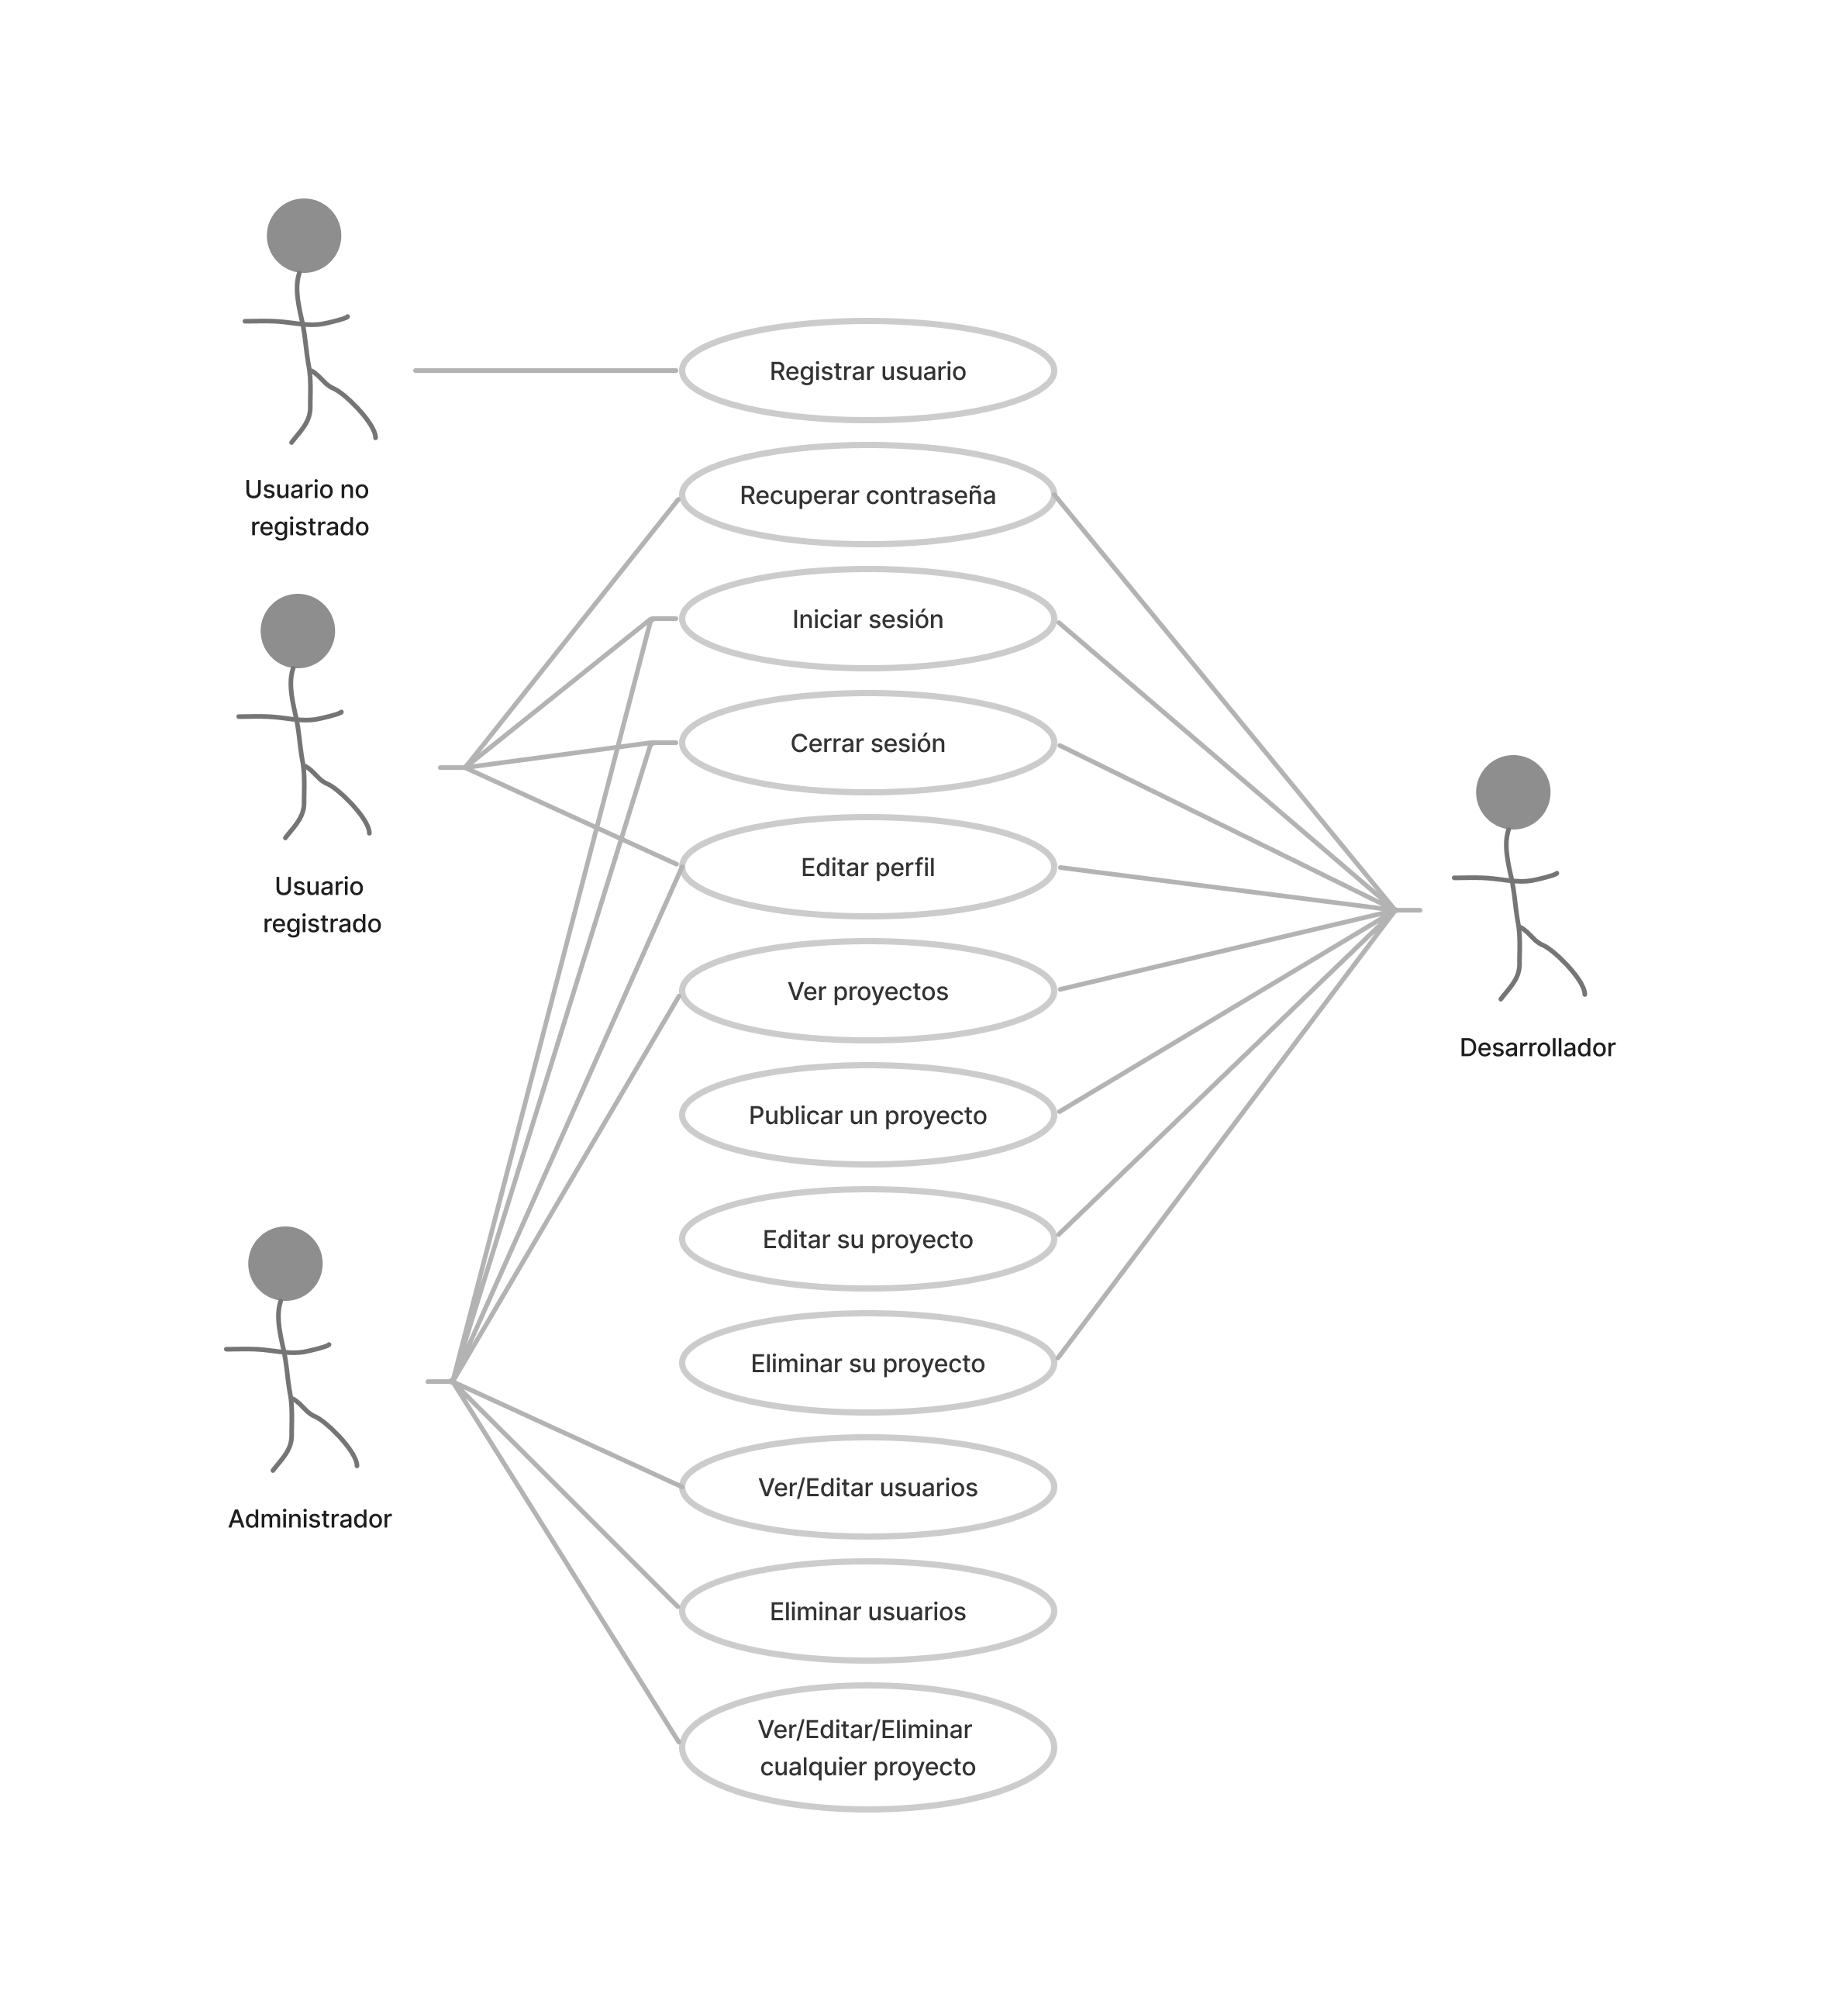 Usuario no
registrado
Usuario
registrado
Administrador
Registrar usuario
Recuperar contraseña
Iniciar sesión
Cerrar sesión
Editar perfil
Ver proyectos
Publicar un proyecto
Editar su proyecto
Eliminar su proyecto
Ver/Editar usuarios
Eliminar usuarios
Ver/Editar/Eliminar
cualquier proyecto
Desarrollador